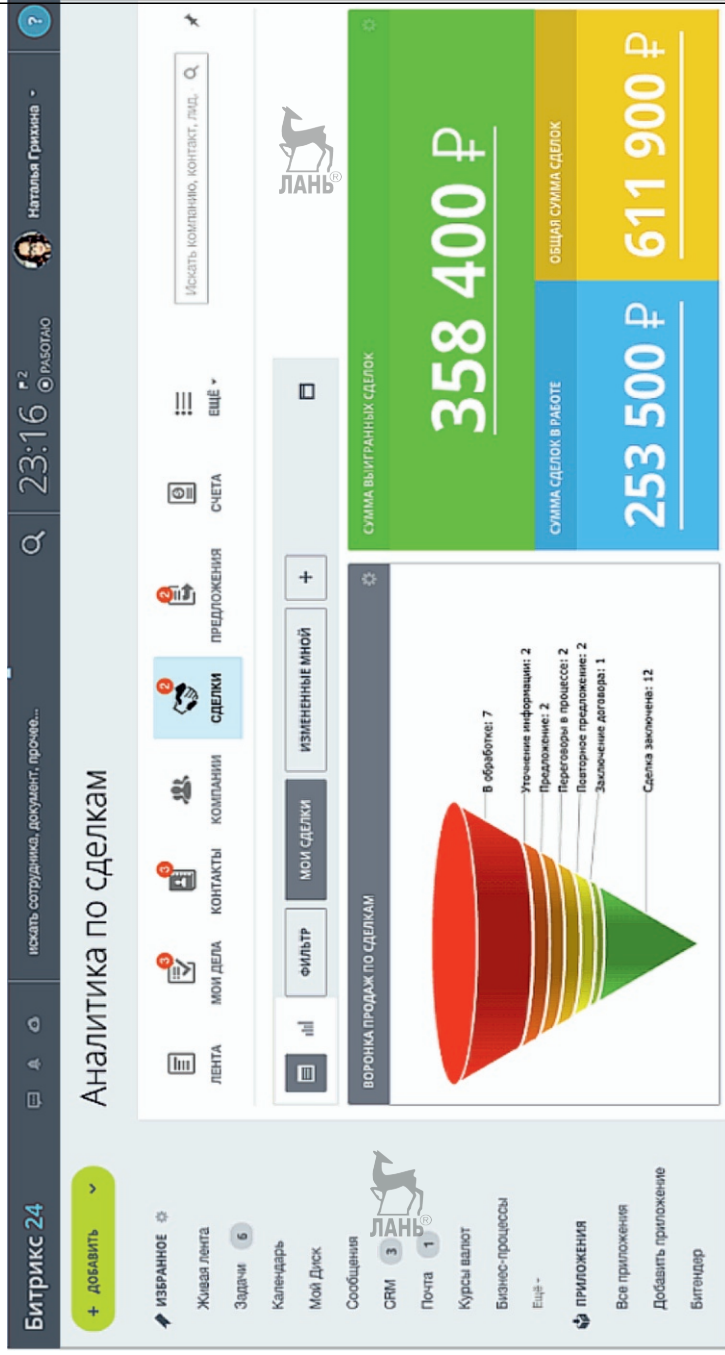 Битрикс 24
искать сотрудника, документ, прочее...
23:16
2
РАБОТАЮ
Наталья Грихина
?
+ ДОБАВИТЬ
Аналитика по сделкам
ИЗБРАННОЕ
Живая лента
Задачи 6
Календарь
Мой Диск
Сообщения
CRM 3
Почта 1
Курсы валют
Бизнес-процессы
Ещё
ПРИЛОЖЕНИЯ
Все приложения
Добавить приложение
Битендер
ЛАНЬ®
ЛЕНТА
3 МОИ ДЕЛА
3 КОНТАКТЫ
КОМПАНИИ
2 СДЕЛКИ
2 ПРЕДЛОЖЕНИЯ
СЧЕТА
ЕЩЁ
Искать компанию, контакт, лид,
ФИЛЬТР
МОИ СДЕЛКИ
ИЗМЕНЕННЫЕ МНОЙ
+
ЛАНЬ®
ВОРОНКА ПРОДАЖ ПО СДЕЛКАМ
В обработке: 7
Уточнение информации: 2
Предложение: 2
Переговоры в процессе: 2
Повторное предложение: 2
Заключение договора: 1
Сделка заключена: 12
СУММА ВЫИГРАННЫХ СДЕЛОК
358 400 ₽
СУММА СДЕЛОК В РАБОТЕ
253 500 ₽
ОБЩАЯ СУММА СДЕЛОК
611 900 ₽